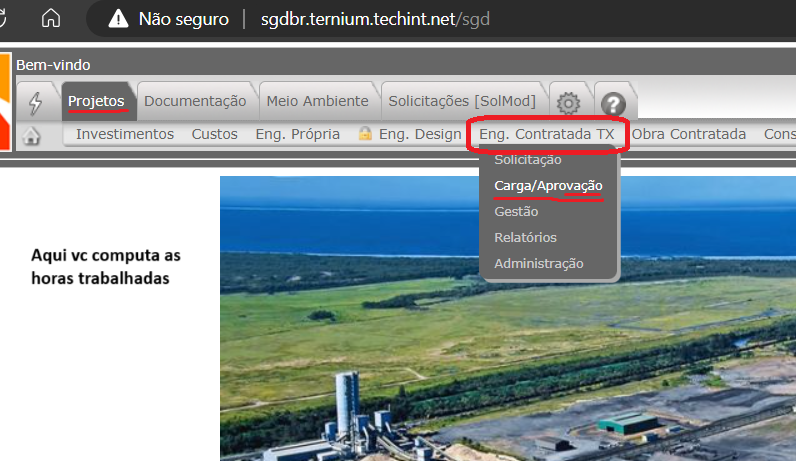 Não seguro | sgdbr.ternium.techint.net/sgd
Bem-vindo
Projetos Documentação Meio Ambiente Solicitações [SolMod] ?
Investimentos Custos Eng. Própria Eng. Design Eng. Contratada TX Obra Contratada Cons
Solicitação
Carga/Aprovação
Gestão
Relatórios
Administração
Aqui vc computa as
horas trabalhadas